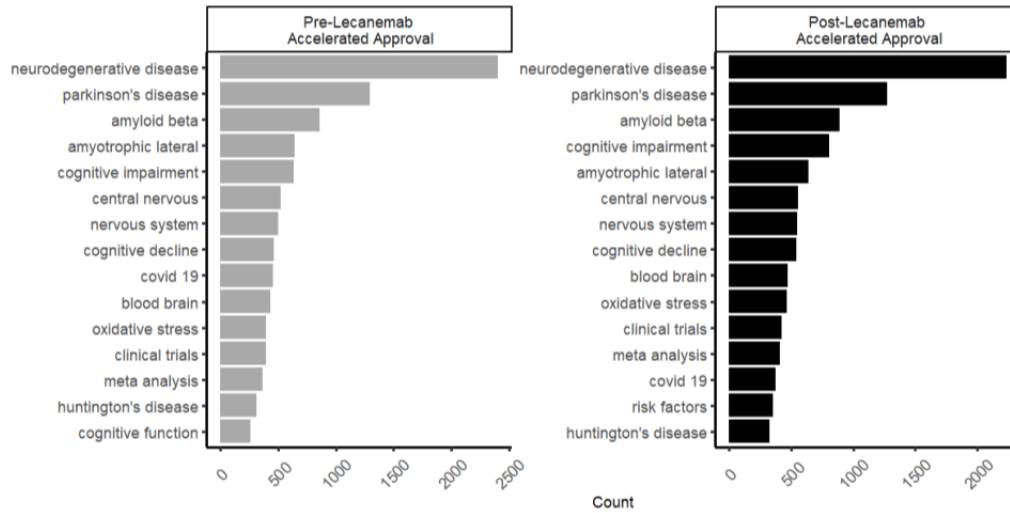 Pre-Lecanemab
Accelerated Approval
neurodegenerative disease
parkinson's disease
amyloid beta
amyotrophic lateral
cognitive impairment
central nervous
nervous system
cognitive decline
covid 19
blood brain
oxidative stress
clinical trials
meta analysis
huntington's disease
cognitive function
0
500
1000
1500
2000
2500
Post-Lecanemab
Accelerated Approval
neurodegenerative disease
parkinson's disease
amyloid beta
cognitive impairment
amyotrophic lateral
central nervous
nervous system
cognitive decline
blood brain
oxidative stress
clinical trials
meta analysis
covid 19
risk factors
huntington's disease
0
500
1000
1500
2000
Count